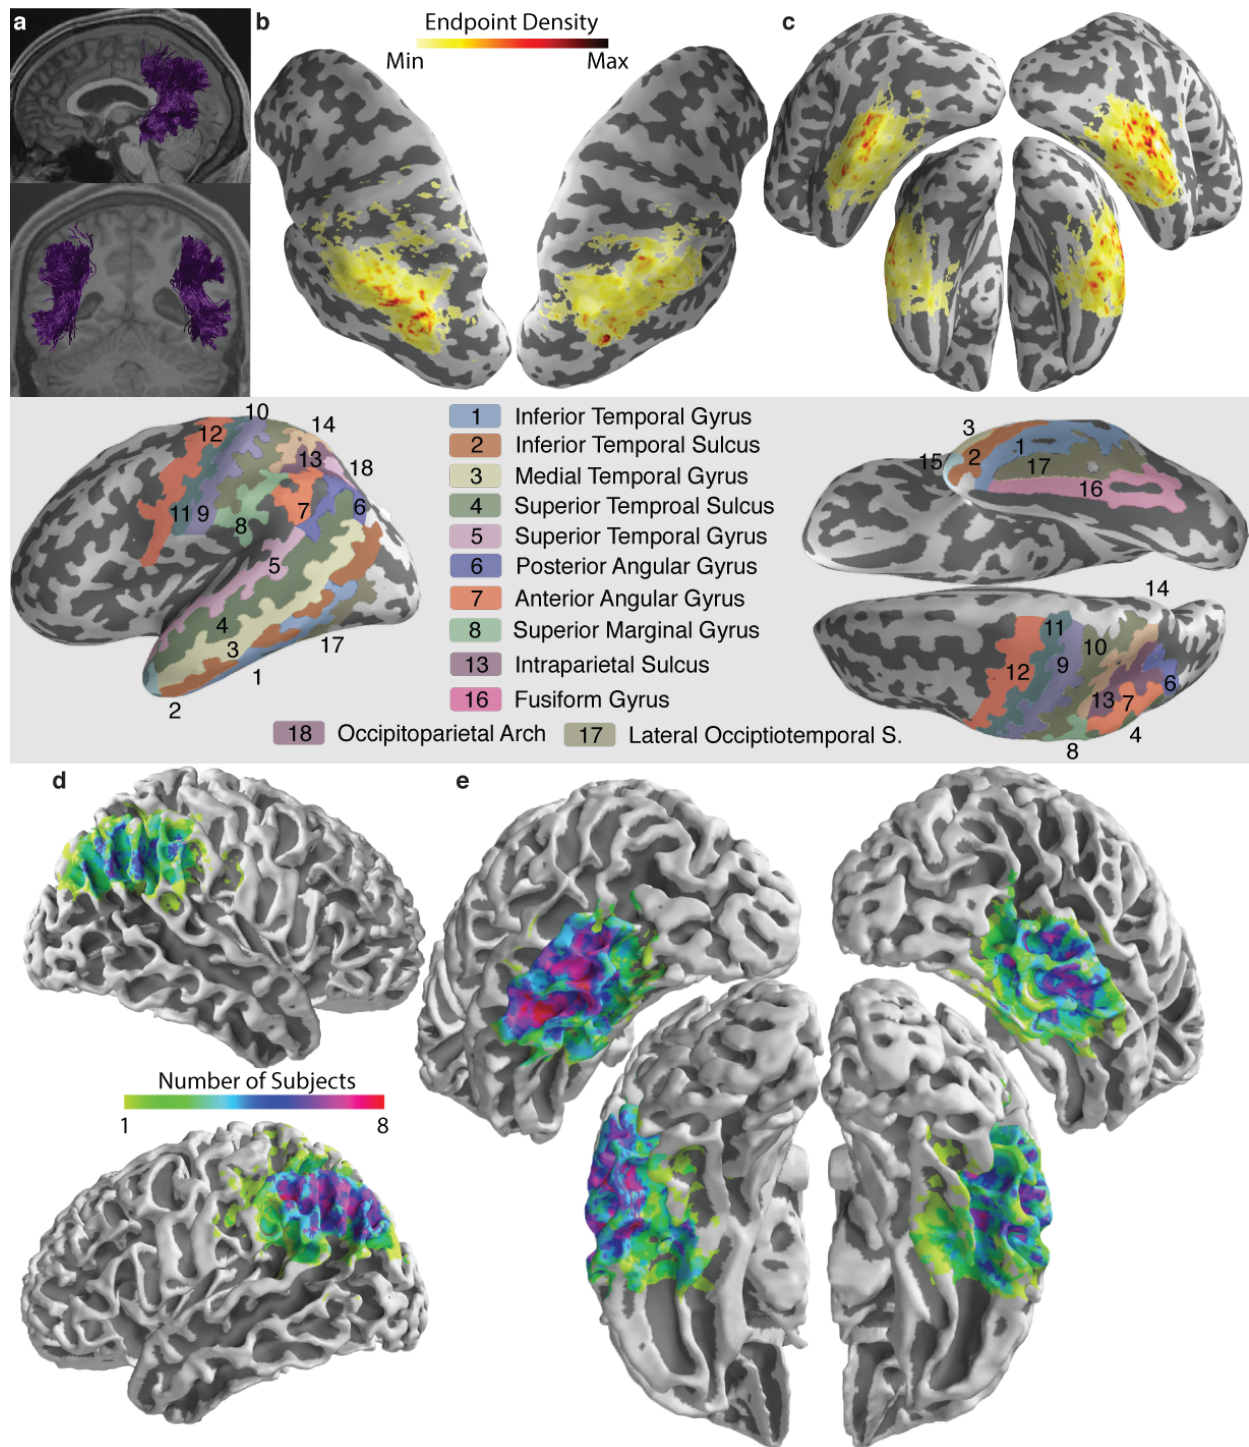 a
b
Endpoint Density
Min
Max
c
10
12
14
13
18
11
9
8
7
6
5
4
3
17
1
2
1 Inferior Temporal Gyrus
2 Inferior Temporal Sulcus
3 Medial Temporal Gyrus
4 Superior Temproal Sulcus
5 Superior Temporal Gyrus
6 Posterior Angular Gyrus
7 Anterior Angular Gyrus
8 Superior Marginal Gyrus
13 Intraparietal Sulcus
16 Fusiform Gyrus
18 Occipitoparietal Arch
17 Lateral Occiptiotemporal S.
3
1
15
2
17
16
14
11
10
12
9
6
13
7
4
8
d
e
Number of Subjects
1
8